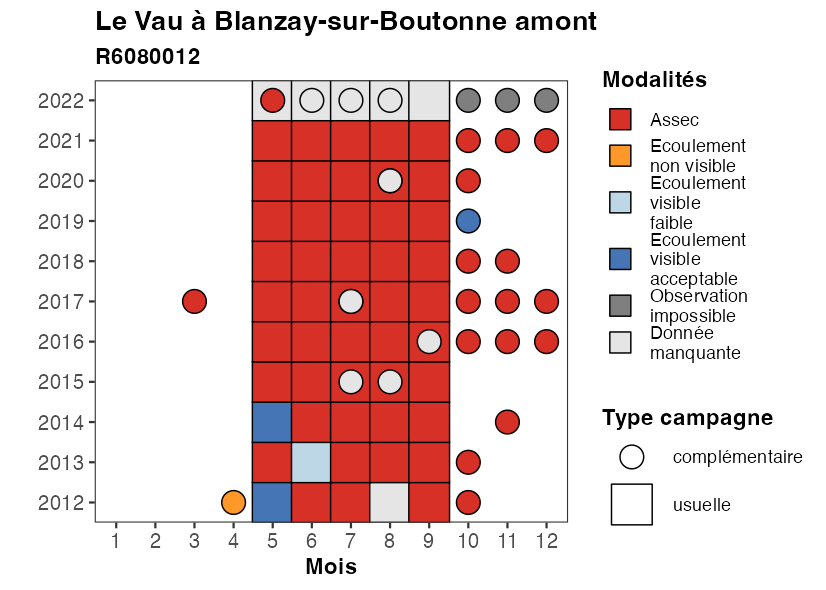 Le Vau à Blanzay-sur-Boutonne amont
R6080012
2022
2021
2020
2019
2018
2017
2016
2015
2014
2013
2012
1 2 3 4 5 6 7 8 9 10 11 12
Mois
Modalités
Assec
Ecoulement
non visible
Ecoulement
visible
faible
Ecoulement
visible
acceptable
Observation
impossible
Donnée
manquante
Type campagne
complémentaire
usuelle